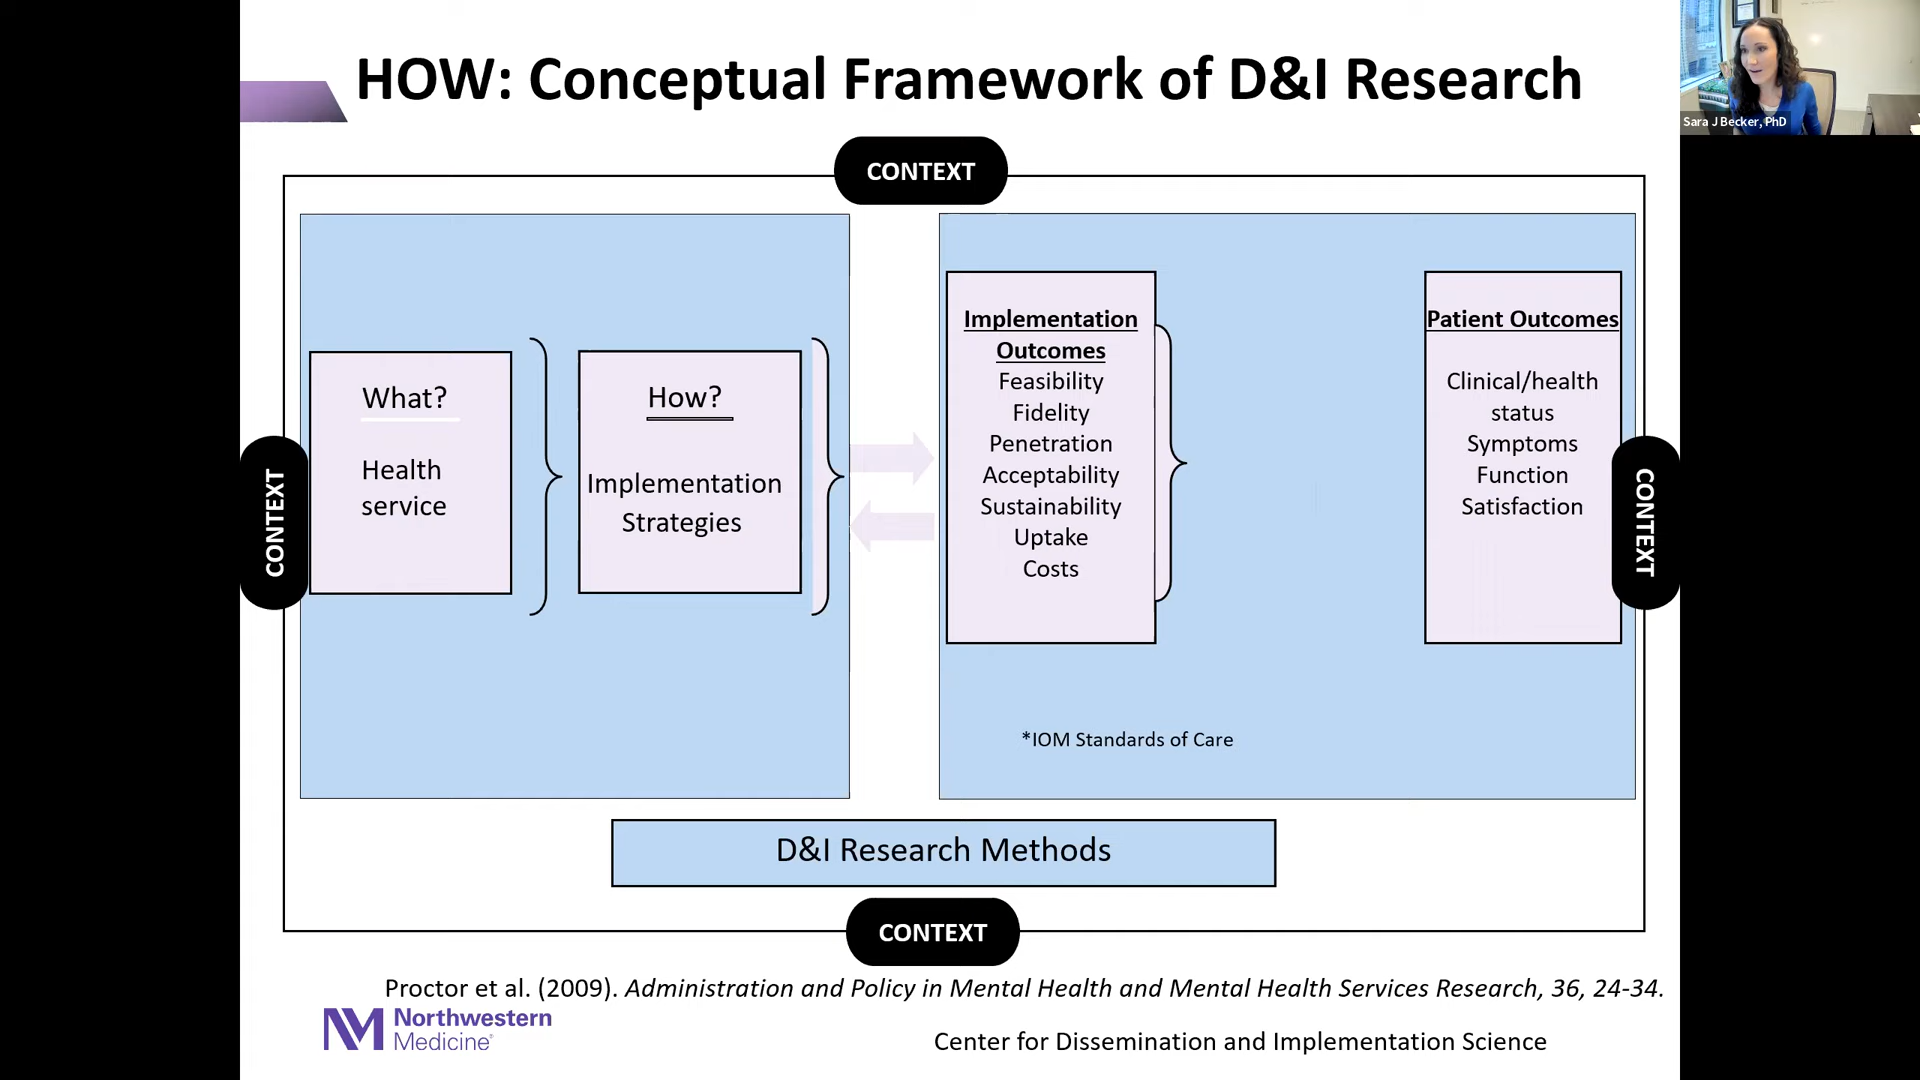 HOW: Conceptual Framework of D&I Research
Sara J Becker, PhD
CONTEXT
CONTEXT
What?
Health
service
How?
Implementation
Strategies
Implementation
Outcomes
Feasibility
Fidelity
Penetration
Acceptability
Sustainability
Uptake
Costs
Patient Outcomes
Clinical/health
status
Symptoms
Function
Satisfaction
CONTEXT
*IOM Standards of Care
D&I Research Methods
CONTEXT
Proctor et al. (2009). Administration and Policy in Mental Health and Mental Health Services Research, 36, 24-34.
Northwestern
Medicine®
Center for Dissemination and Implementation Science